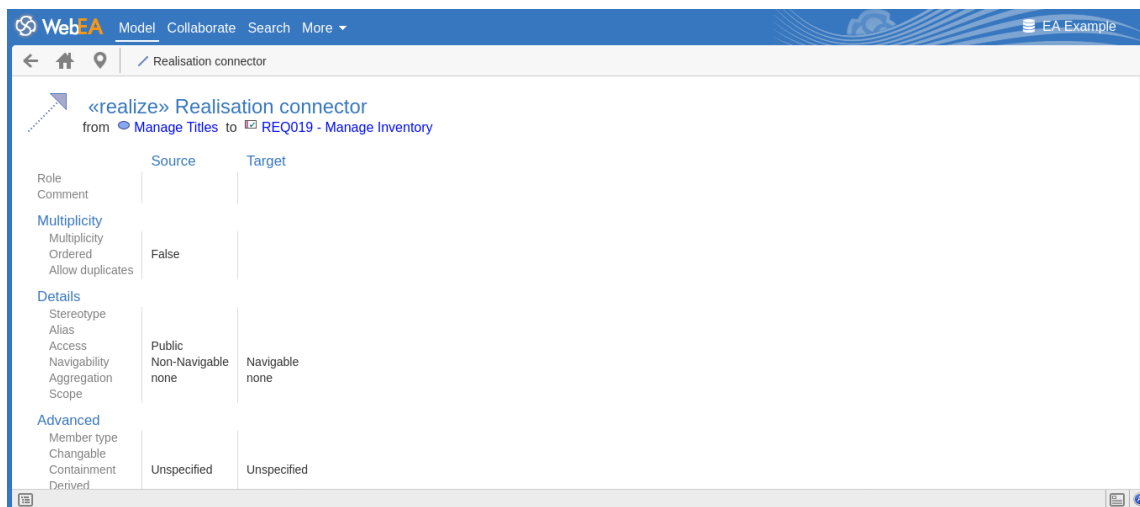 WebEA Model Collaborate Search More EA Example
Realisation connector
«realize» Realisation connector
from Manage Titles to REQ019 - Manage Inventory
Source Target
Role
Comment
Multiplicity
Multiplicity
Ordered False
Allow duplicates
Details
Stereotype
Alias
Access Public
Navigability Non-Navigable Navigable
Aggregation none none
Scope
Advanced
Member type
Changable
Containment Unspecified Unspecified
Derived